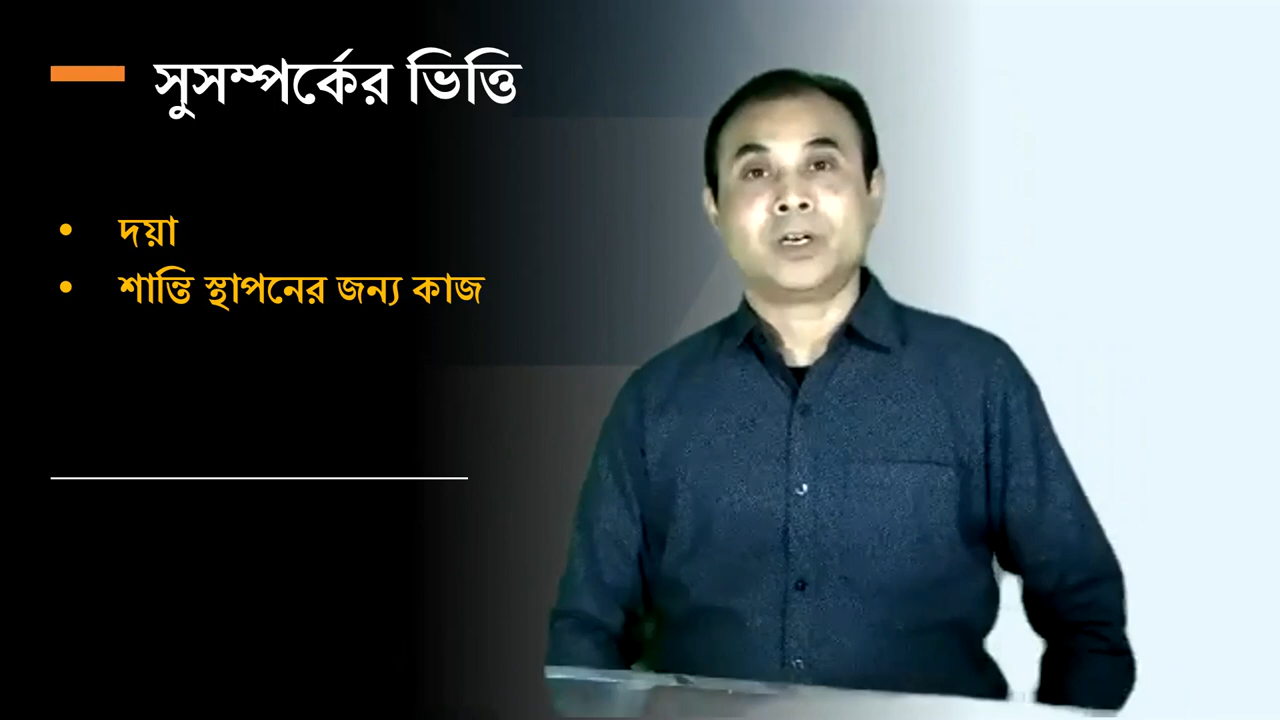 সুসম্পর্কের ভিত্তি
• দয়া
• শান্তি স্থাপনের জন্য কাজ